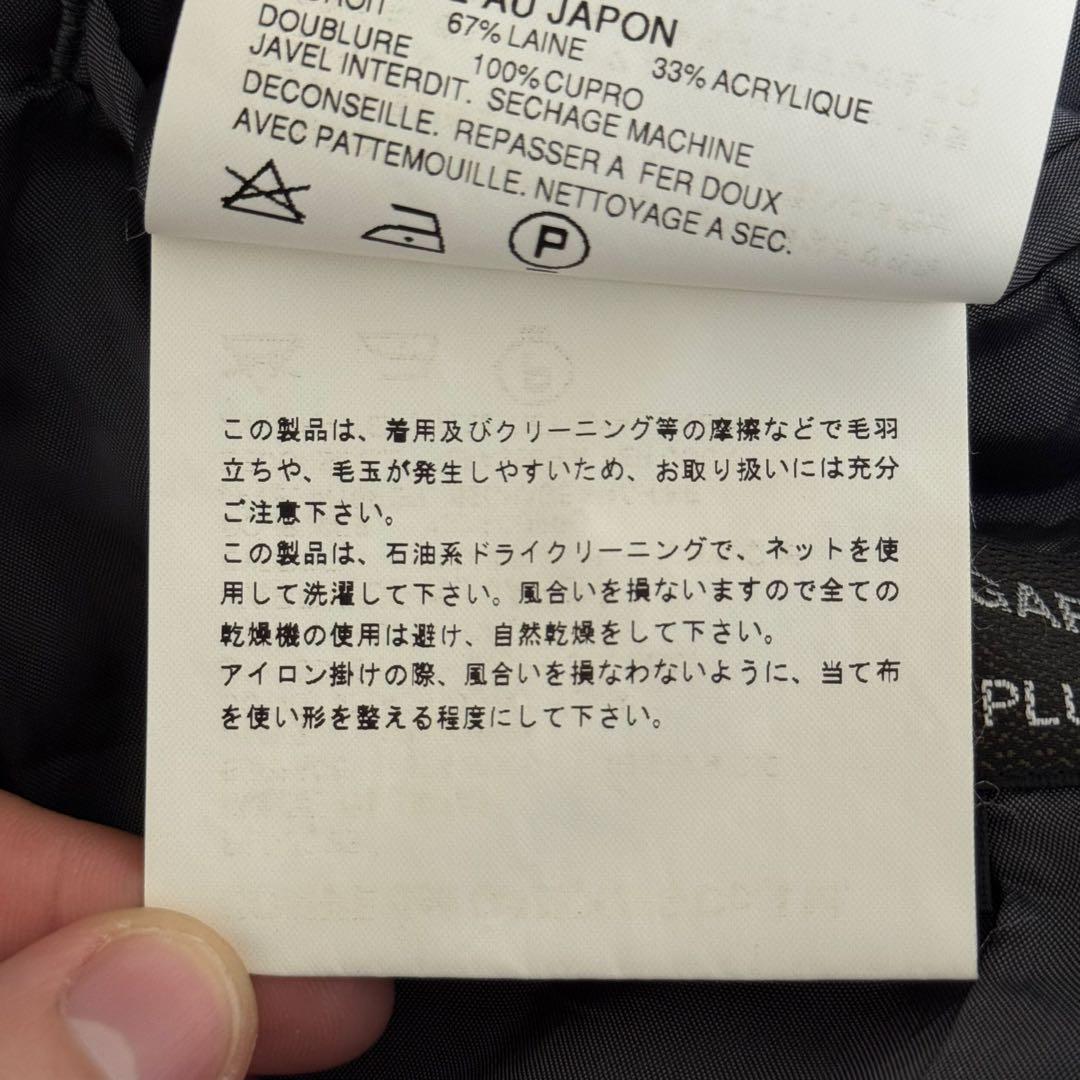 AU JAPON
67% LAINE 33% ACRYLIQUE
DOUBLURE 100% CUPRO
JAVEL INTERDIT. SECHAGE MACHINE
DECONSEILLE. REPASSER A FER DOUX
AVEC PATTEMOUILLE. NETTOYAGE A SEC.
P
この製品は、着用及びクリーニング等の摩擦などで毛羽
立ちや、毛玉が発生しやすいため、お取り扱いには充分
ご注意下さい。
この製品は、石油系ドライクリーニングで、ネットを使
用して洗濯して下さい。風合いを損ないますので全ての
乾燥機の使用は避け、自然乾燥をして下さい。
アイロン掛けの際、風合いを損なわないように、当て布
を使い形を整える程度にして下さい。